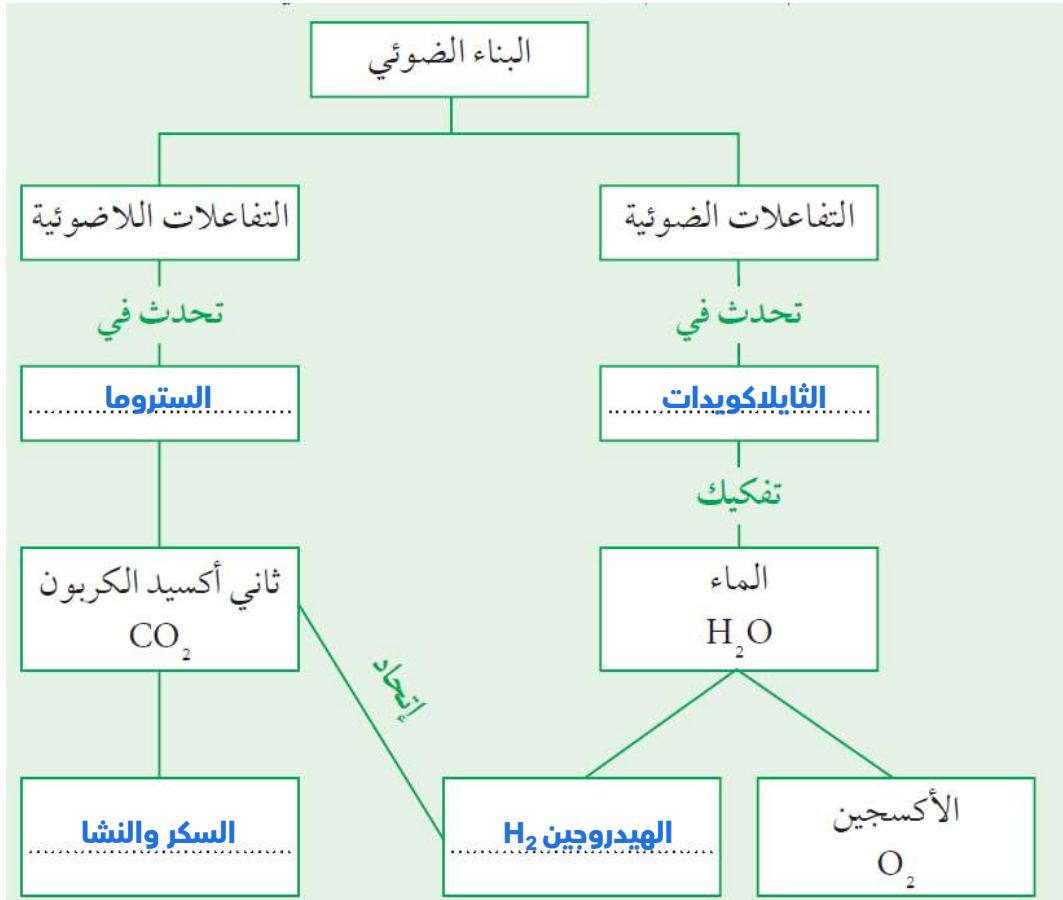 البناء الضوئي
التفاعلات الضوئية
التفاعلات اللاضوئية
تحدث في
تحدث في
الثايلاكويدات
الستروما
تفكيك
الماء
H₂O
ثاني أكسيد الكربون
CO₂
إتحاد
الأكسجين
O₂
الهيدروجين H₂
السكر والنشا